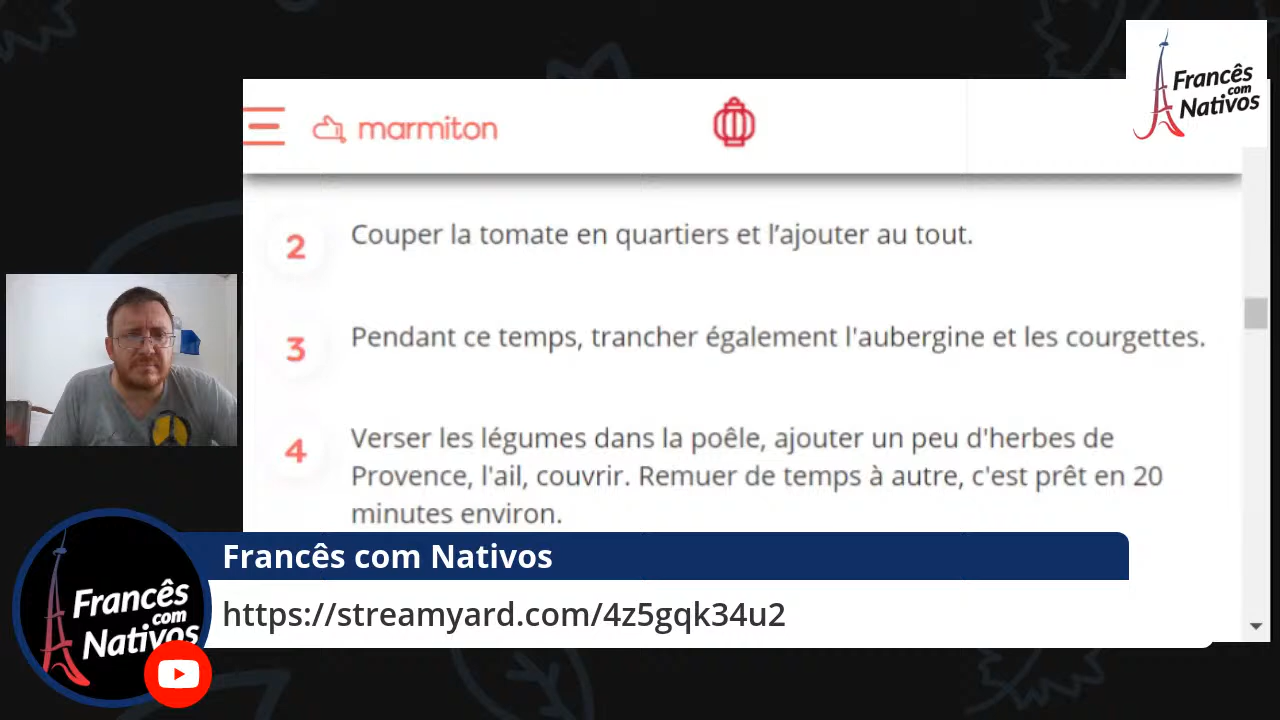 Francês
com
Nativos
marmiton
2
Couper la tomate en quartiers et l’ajouter au tout.
3
Pendant ce temps, trancher également l'aubergine et les courgettes.
4
Verser les légumes dans la poêle, ajouter un peu d'herbes de
Provence, l'ail, couvrir. Remuer de temps à autre, c'est prêt en 20
minutes environ.
Francês com Nativos
https://streamyard.com/4z5gqk34u2
Francês
com
Nativos